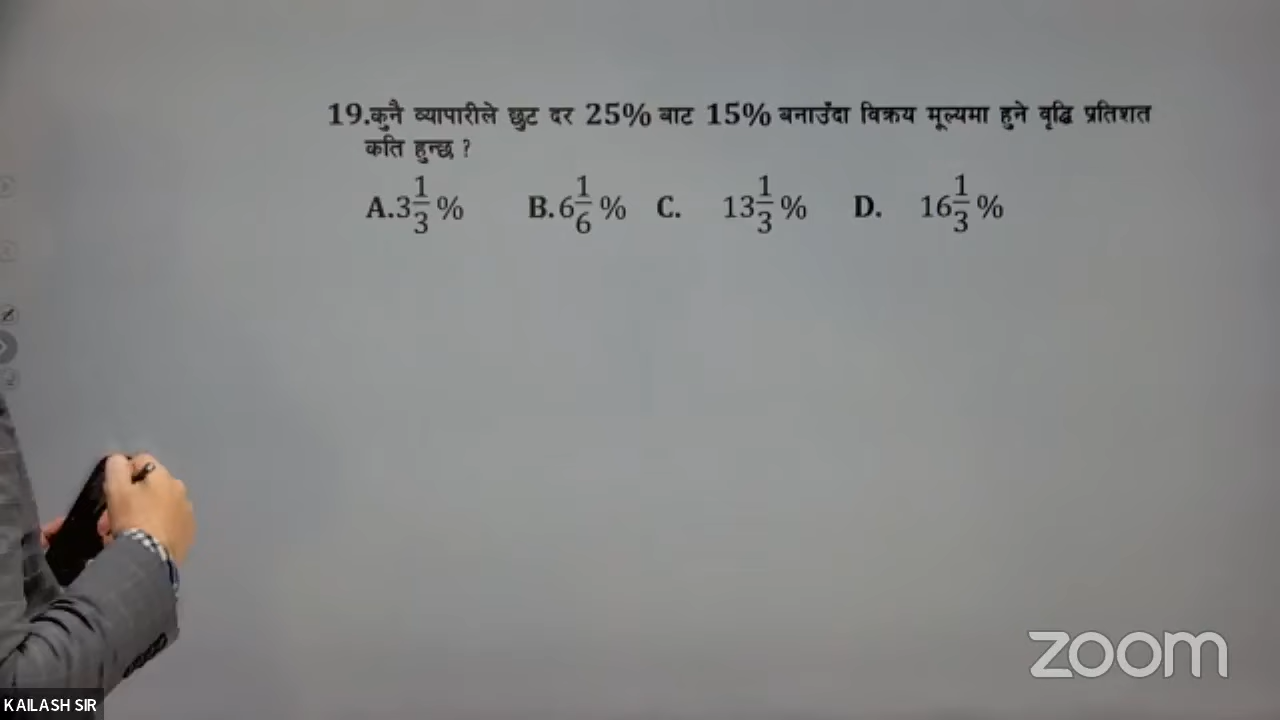 19.कुनै व्यापारीले छुट दर 25% बाट 15% बनाउँदा विक्रय मूल्यमा हुने वृद्धि प्रतिशत
कति हुन्छ ?
A.3 1/3 % B.6 1/6 % C. 13 1/3 % D. 16 1/3 %
zoom
KAILASH SIR